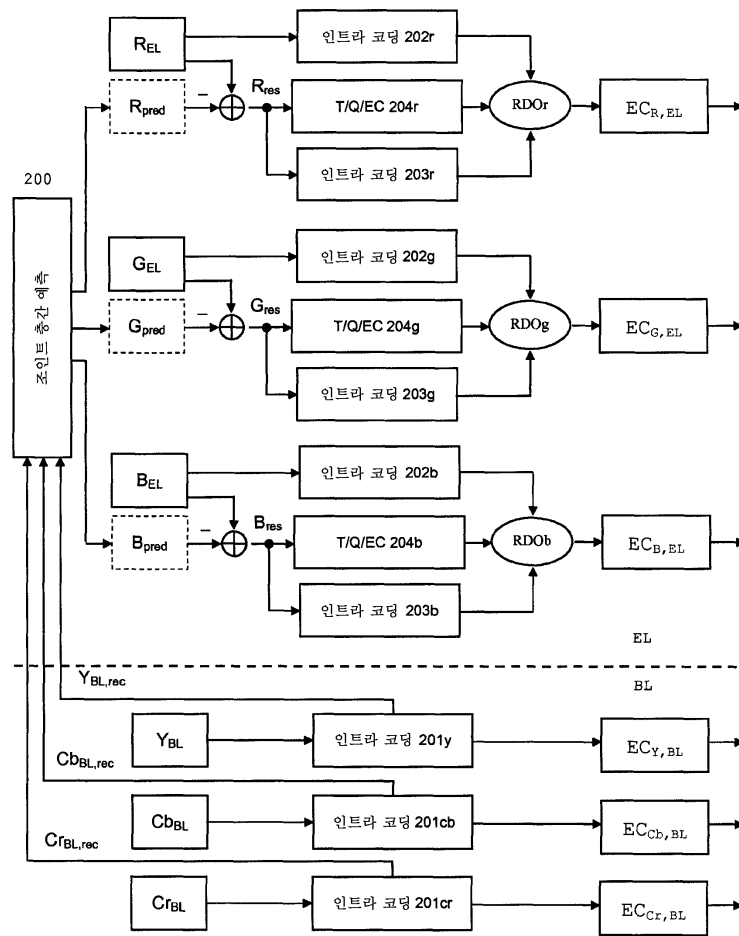 R_EL
인트라 코딩 202r
R_pred
−
R_res
T/Q/EC 204r
RDOr
EC_R,EL
인트라 코딩 203r
200
조인트 층간 예측
G_EL
인트라 코딩 202g
G_pred
−
G_res
T/Q/EC 204g
RDOg
EC_G,EL
인트라 코딩 203g
B_EL
인트라 코딩 202b
B_pred
−
B_res
T/Q/EC 204b
RDOb
EC_B,EL
인트라 코딩 203b
EL
Y_BL,rec
BL
Y_BL
인트라 코딩 201y
EC_Y,BL
Cb_BL,rec
Cb_BL
인트라 코딩 201cb
EC_Cb,BL
Cr_BL,rec
Cr_BL
인트라 코딩 201cr
EC_Cr,BL